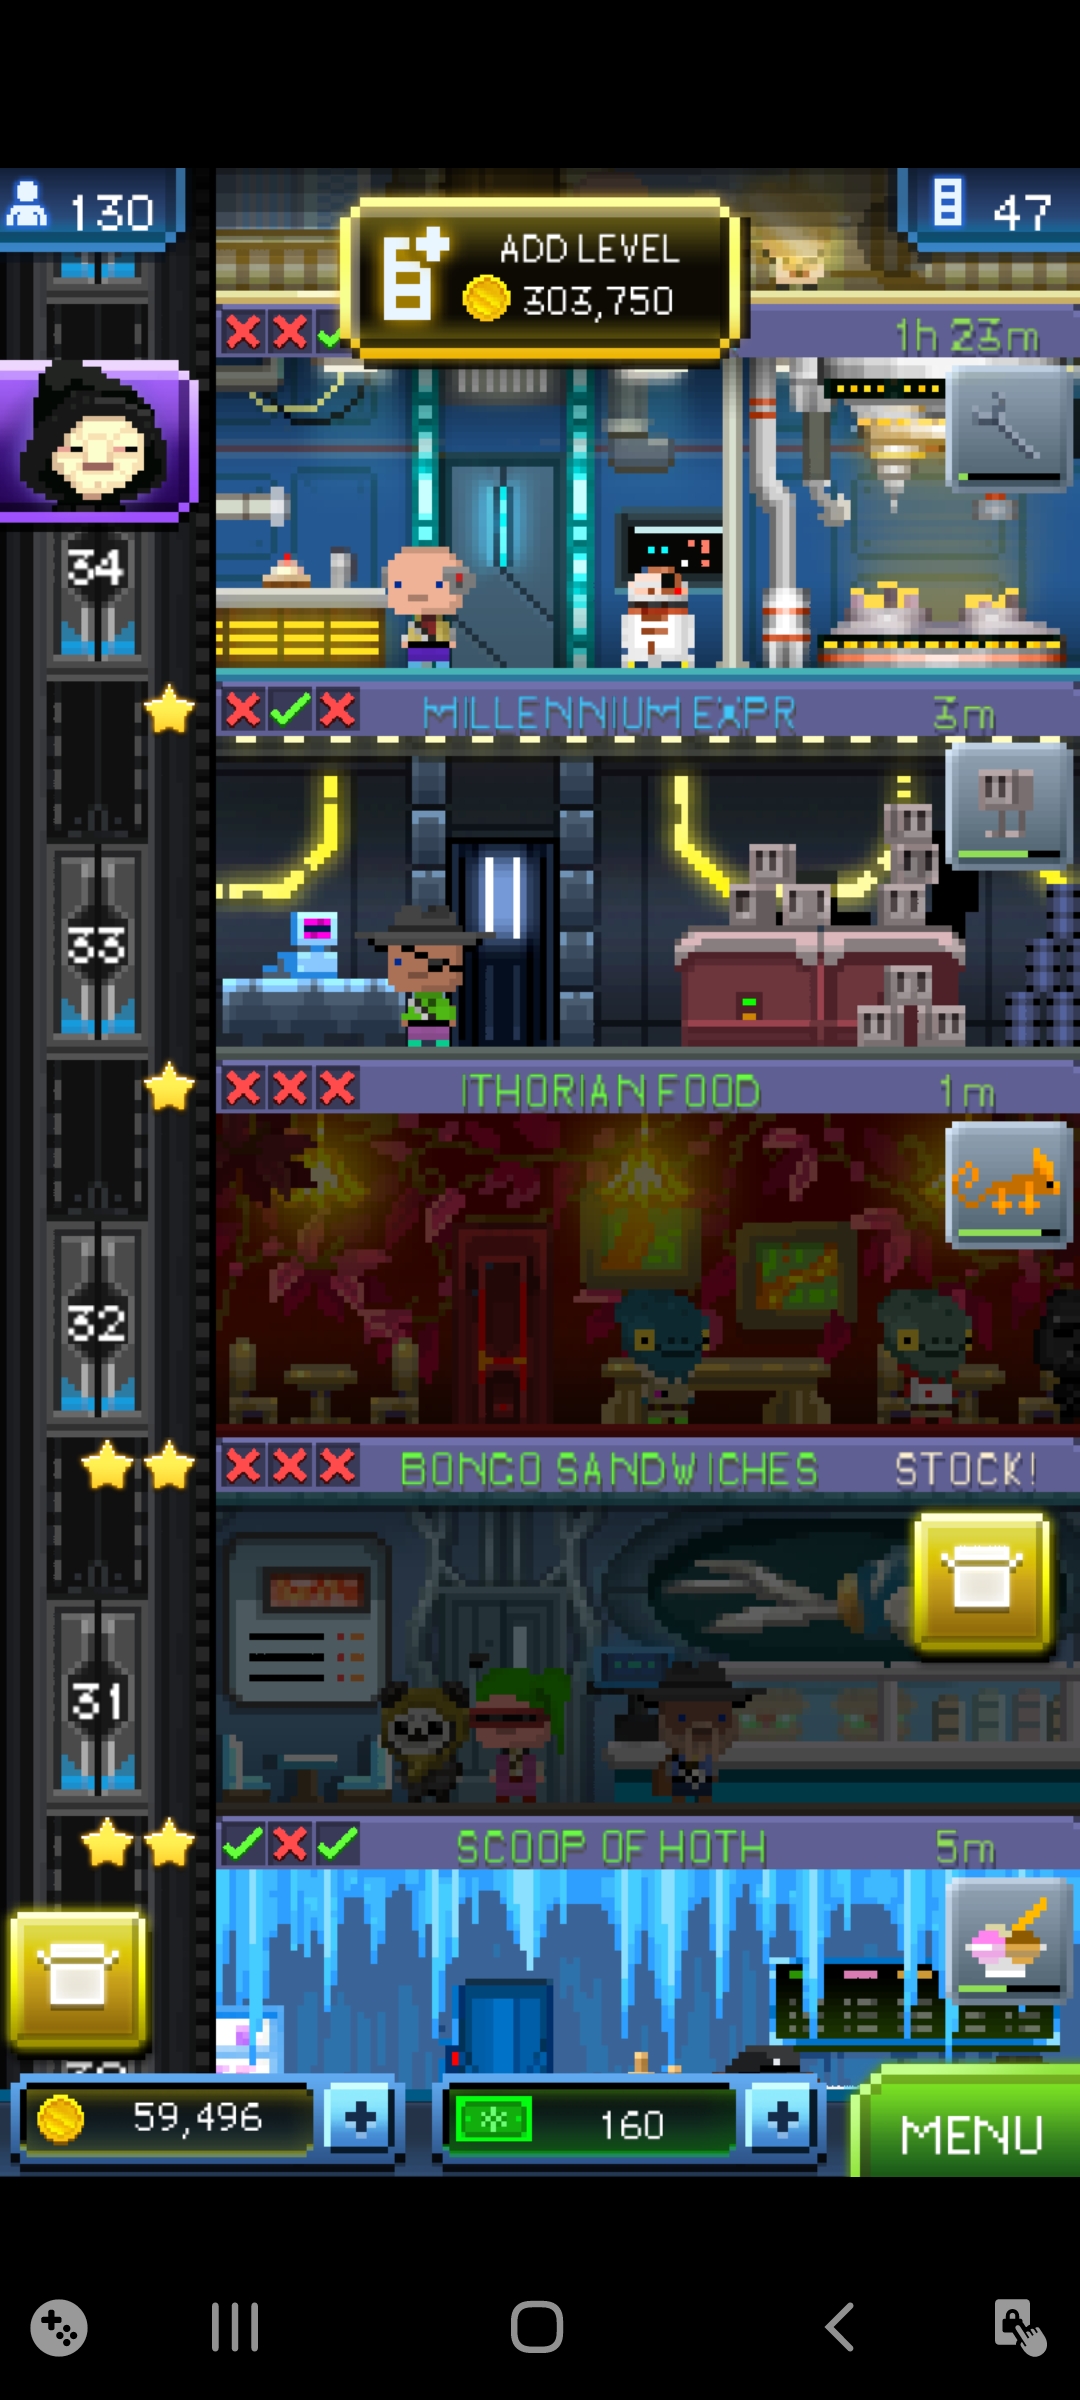 130
47
ADD LEVEL
303,750
1h 23m
34
MILLENNIUM EXPR
3m
33
ITHORIAN FOOD
1m
32
BONGO SANDWICHES
STOCK!
31
SCOOP OF HOTH
5m
59,496
160
MENU